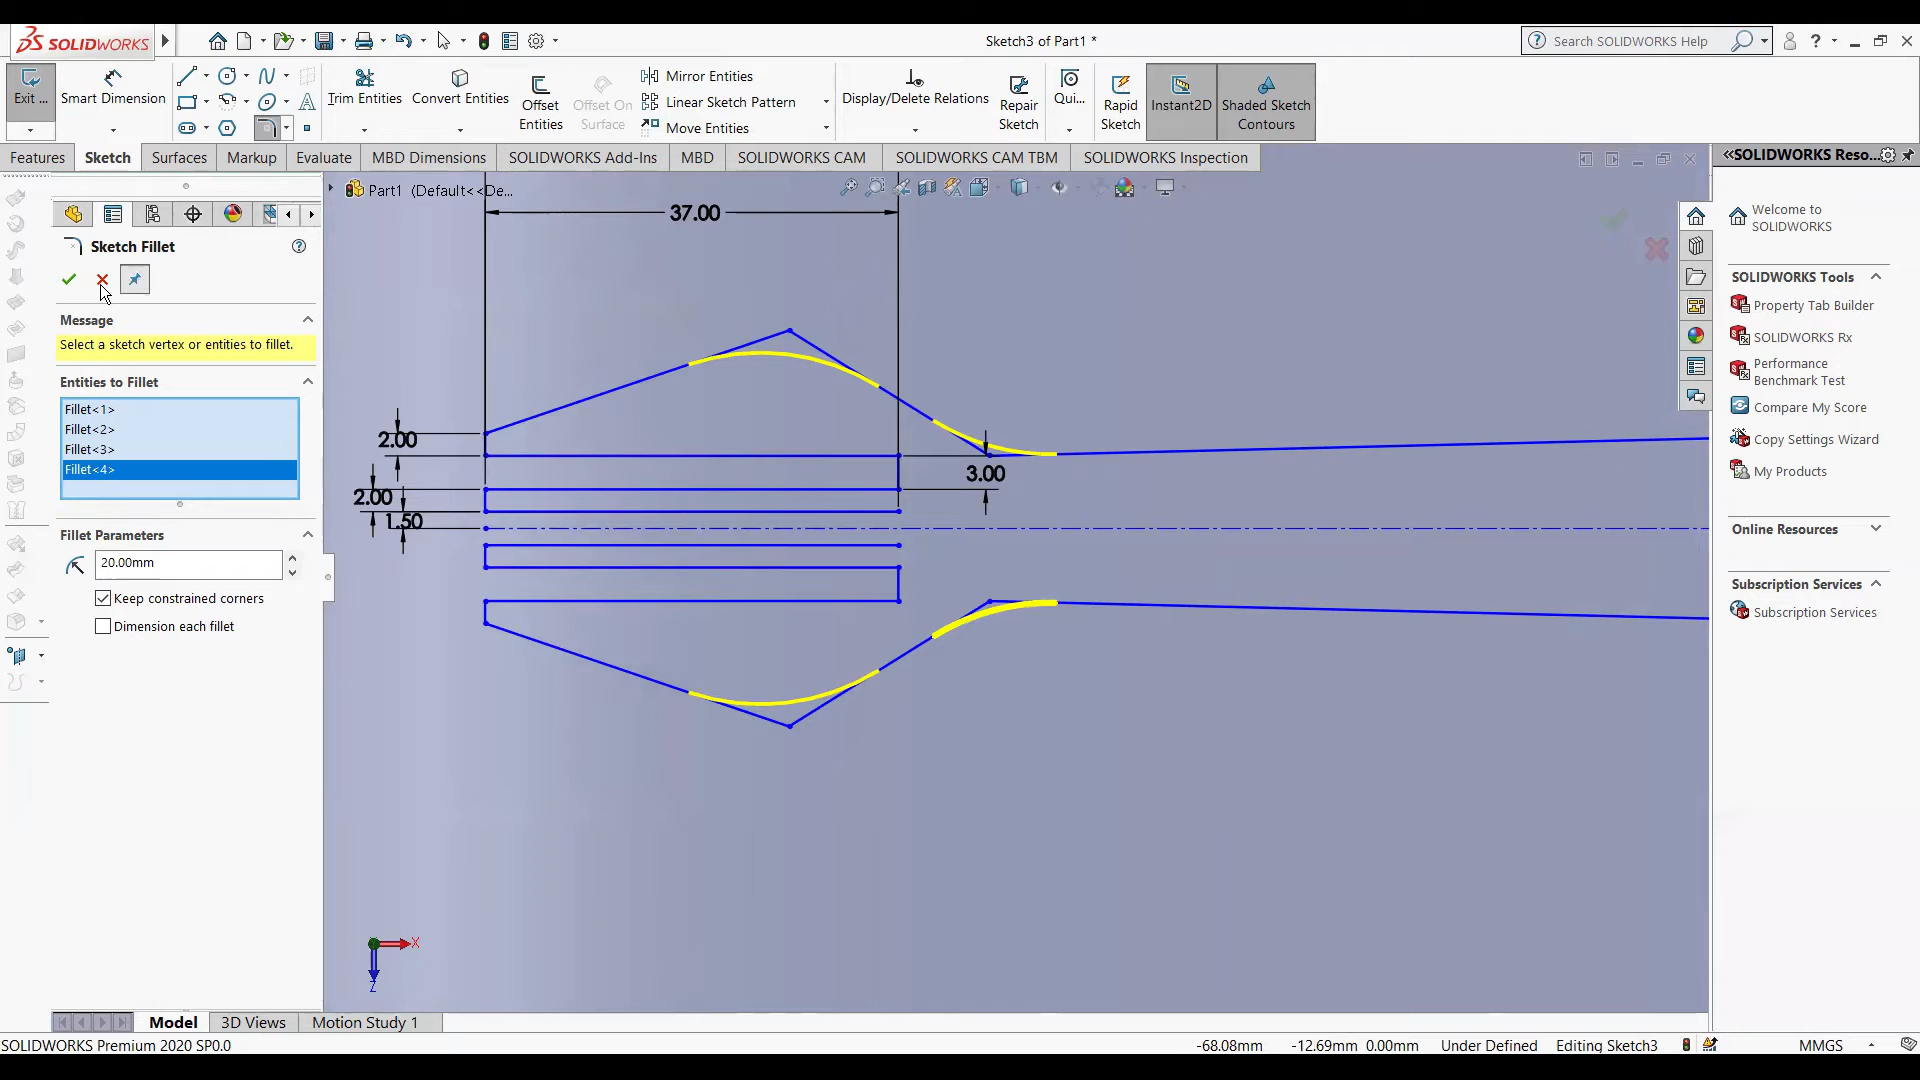 SOLIDWORKS
Sketch3 of Part1 *
Search SOLIDWORKS Help
Exit ...
Smart Dimension
Trim Entities
Convert Entities
Offset Entities
Offset On Surface
Mirror Entities
Linear Sketch Pattern
Move Entities
Display/Delete Relations
Repair Sketch
Qui...
Rapid Sketch
Instant2D
Shaded Sketch Contours
Features
Sketch
Surfaces
Markup
Evaluate
MBD Dimensions
SOLIDWORKS Add-Ins
MBD
SOLIDWORKS CAM
SOLIDWORKS CAM TBM
SOLIDWORKS Inspection
Part1 (Default<<De...
Sketch Fillet
Message
Select a sketch vertex or entities to fillet.
Entities to Fillet
Fillet<1>
Fillet<2>
Fillet<3>
Fillet<4>
Fillet Parameters
20.00mm
Keep constrained corners
Dimension each fillet
37.00
2.00
3.00
2.00
1.50
X
Z
SOLIDWORKS Reso...
Welcome to
SOLIDWORKS
SOLIDWORKS Tools
Property Tab Builder
SOLIDWORKS Rx
Performance
Benchmark Test
Compare My Score
Copy Settings Wizard
My Products
Online Resources
Subscription Services
Subscription Services
Model
3D Views
Motion Study 1
SOLIDWORKS Premium 2020 SP0.0
-68.08mm
-12.69mm 0.00mm
Under Defined
Editing Sketch3
MMGS